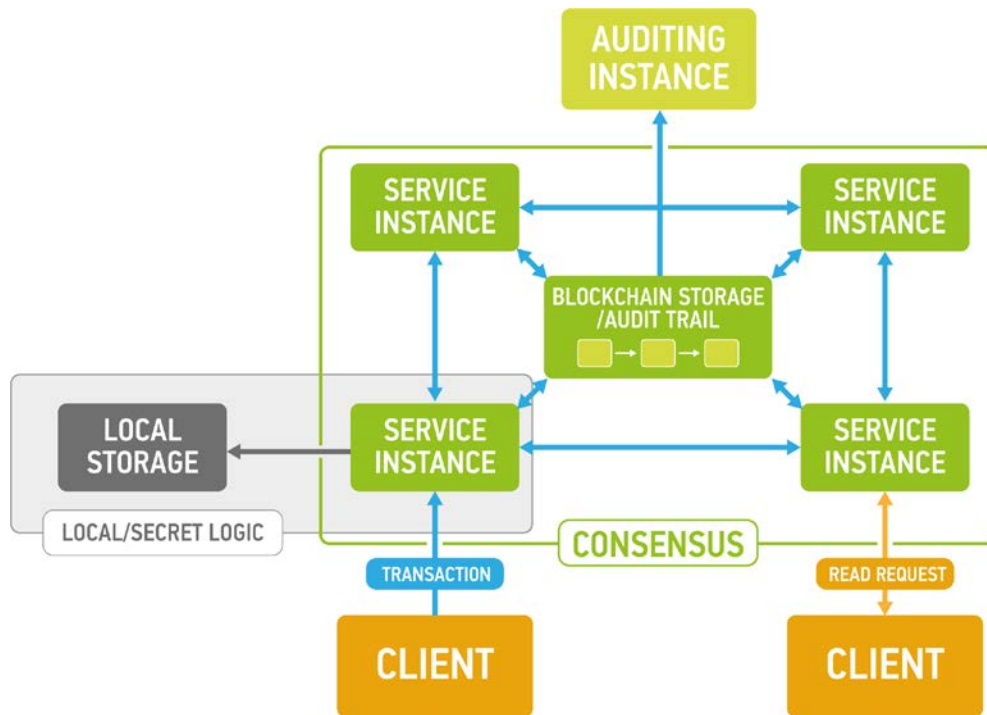 AUDITING
INSTANCE
SERVICE
INSTANCE
SERVICE
INSTANCE
BLOCKCHAIN STORAGE
/AUDIT TRAIL
LOCAL
STORAGE
SERVICE
INSTANCE
SERVICE
INSTANCE
LOCAL/SECRET LOGIC
CONSENSUS
TRANSACTION
READ REQUEST
CLIENT
CLIENT